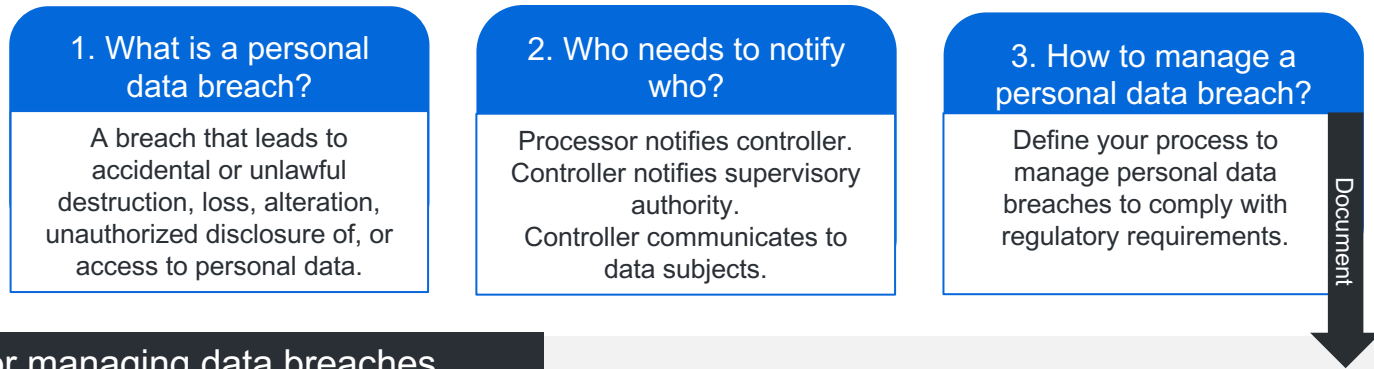 1. What is a personal
data breach?
A breach that leads to
accidental or unlawful
destruction, loss, alteration,
unauthorized disclosure of, or
access to personal data.
2. Who needs to notify
who?
Processor notifies controller.
Controller notifies supervisory
authority.
Controller communicates to
data subjects.
3. How to manage a
personal data breach?
Define your process to
manage personal data
breaches to comply with
regulatory requirements.
Document
managing data breaches